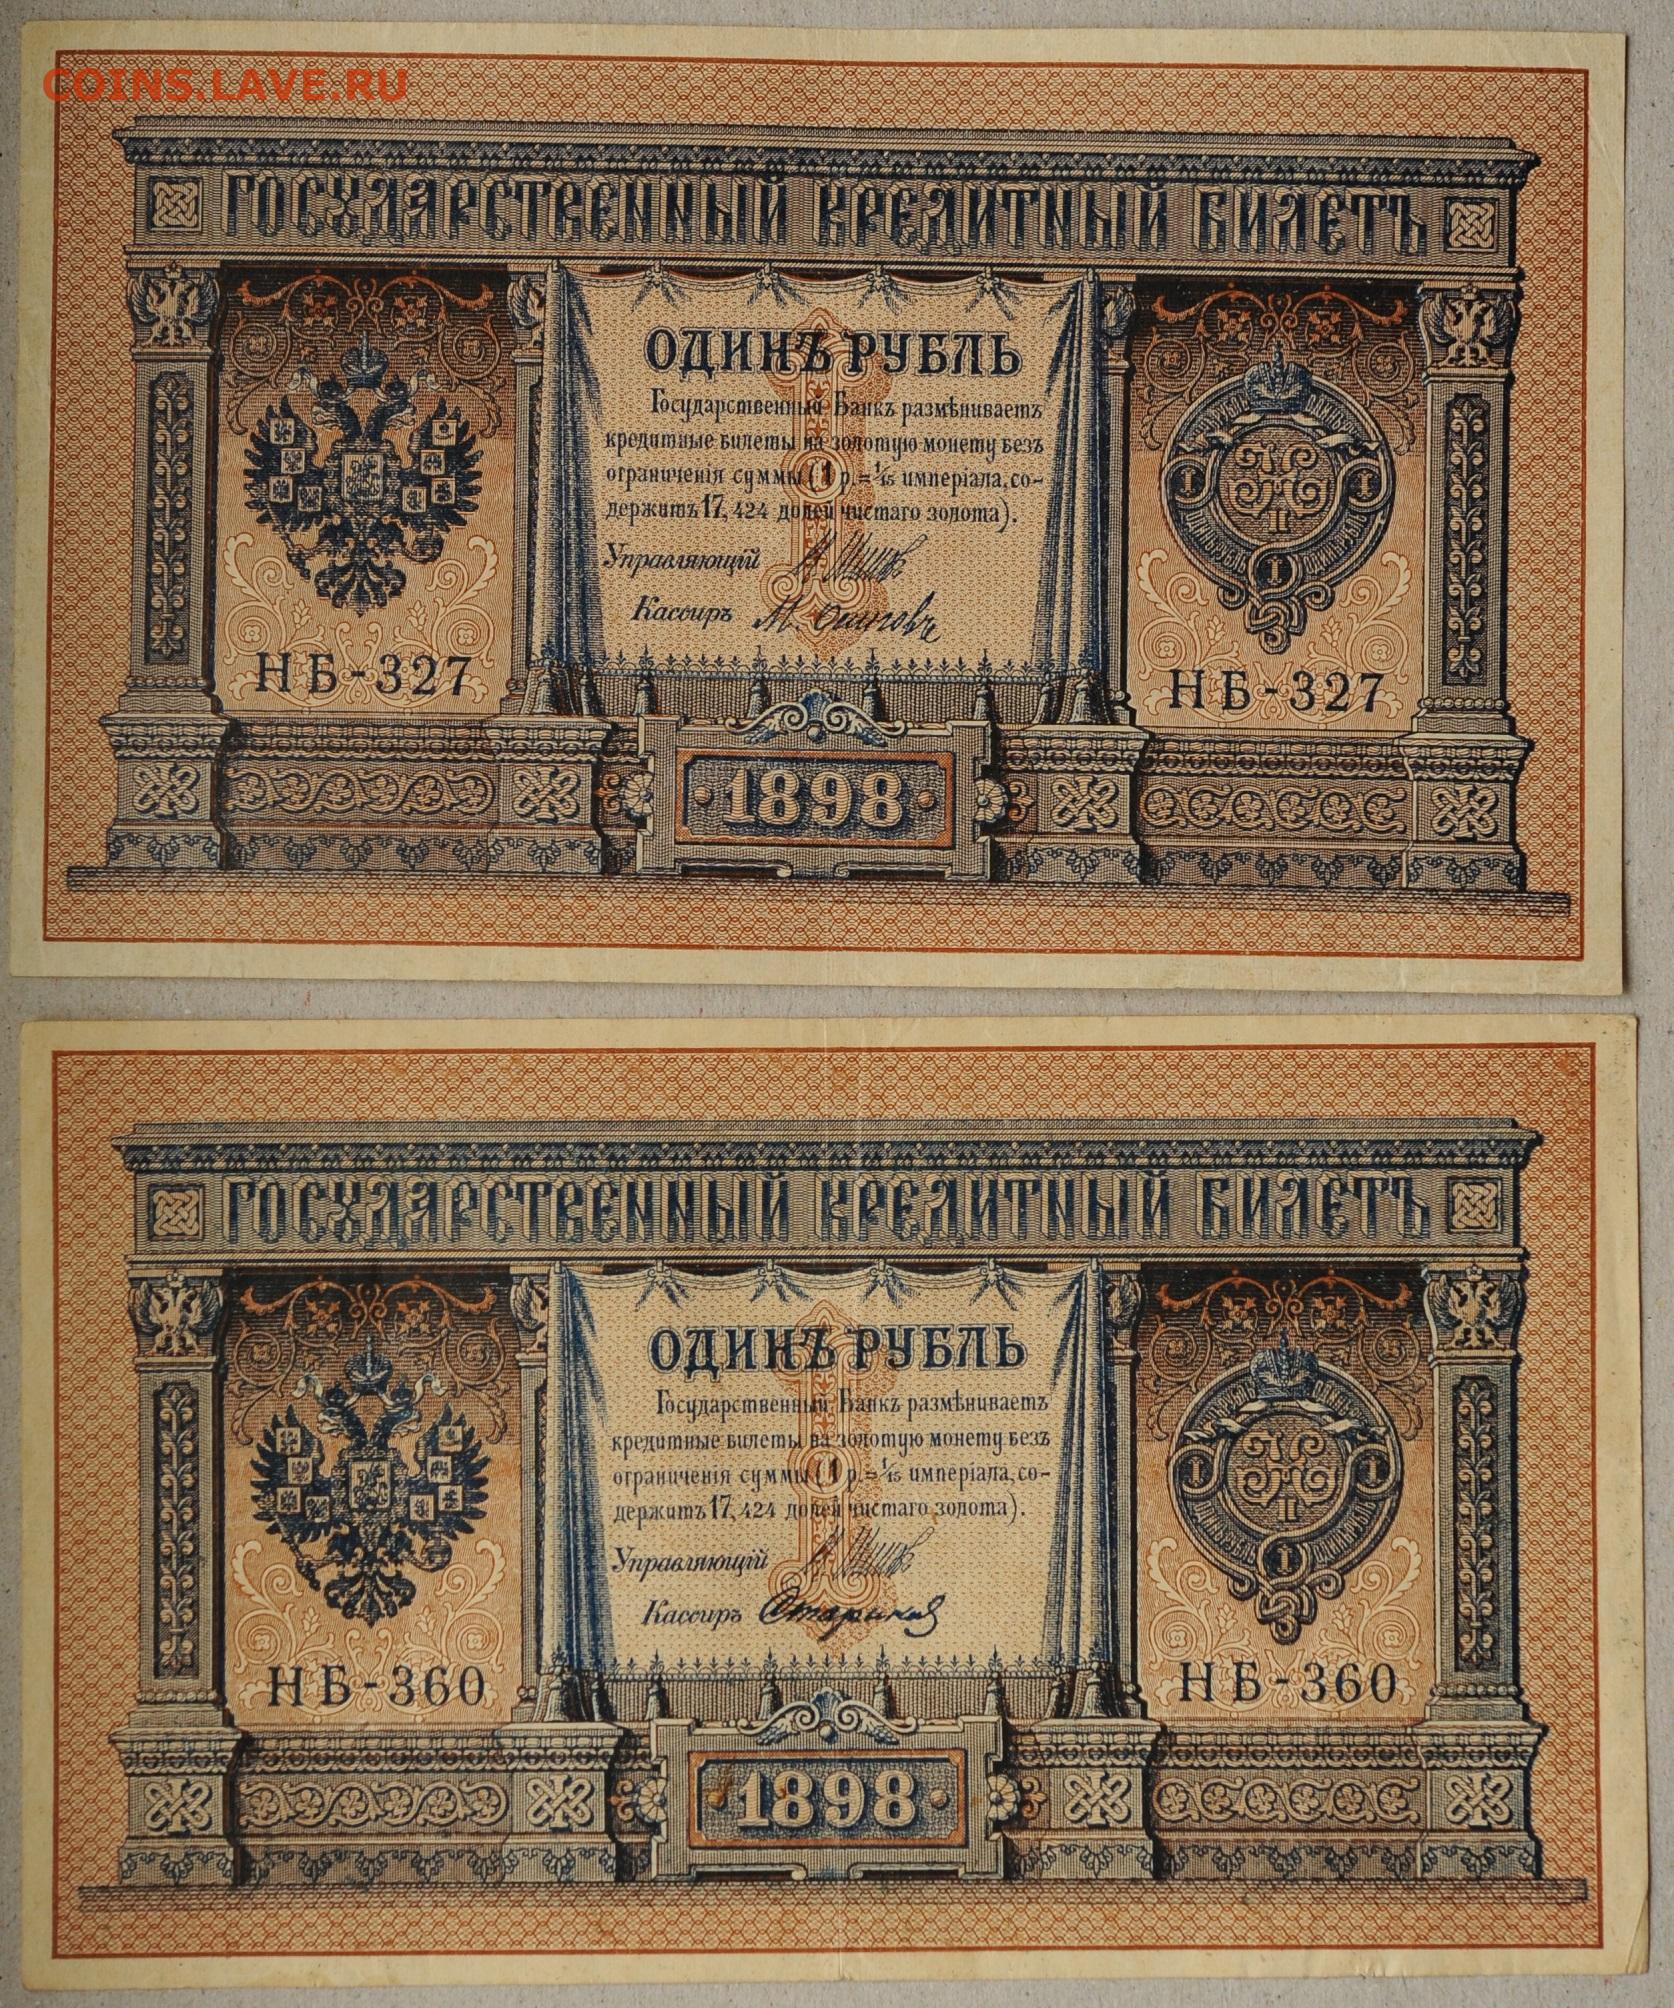 COINS.LAVE.RU
ГОСУДАРСТВЕННЫЙ КРЕДИТНЫЙ БИЛЕТЪ
ОДИНЪ РУБЛЬ
Государственный Банкъ размѣниваетъ
кредитные билеты на золотую монету безъ
ограниченія суммы (1 р. = 1/15 имперіала, со-
держитъ 17, 424 долей чистаго золота).
Управляющій
Кассиръ М. Осиповъ
НБ-327 НБ-327
1898
ГОСУДАРСТВЕННЫЙ КРЕДИТНЫЙ БИЛЕТЪ
ОДИНЪ РУБЛЬ
Государственный Банкъ размѣниваетъ
кредитные билеты на золотую монету безъ
ограниченія суммы (1 р. = 1/15 имперіала, со-
держитъ 17, 424 долей чистаго золота).
Управляющій
Кассиръ Стариков
НБ-360 НБ-360
1898